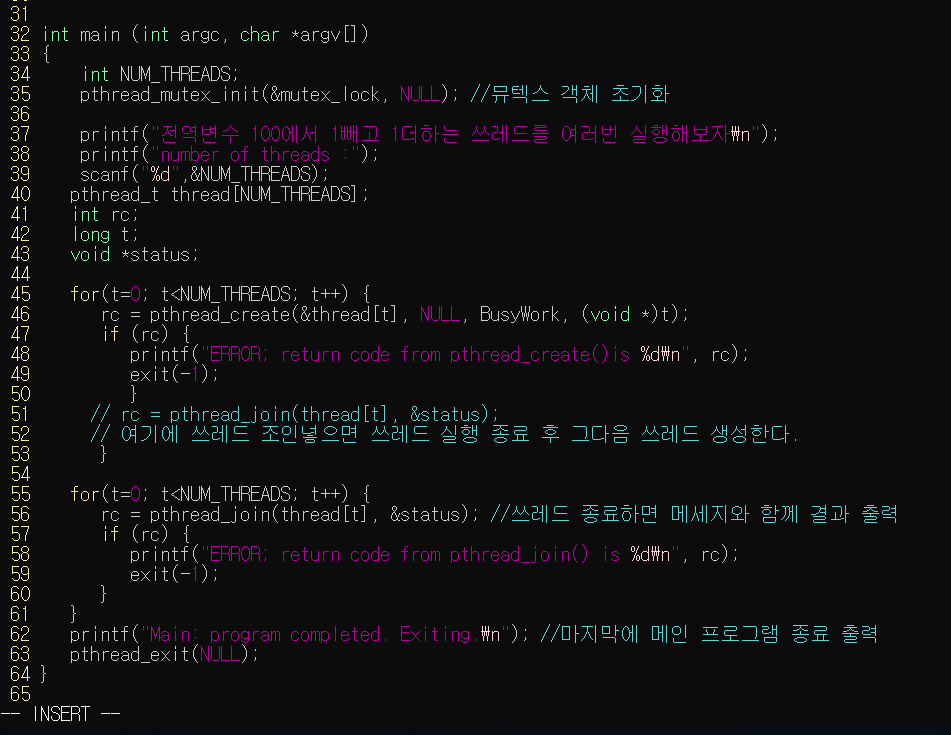 31
32 int main (int argc, char *argv[])
33 {
34     int NUM_THREADS;
35     pthread_mutex_init(&mutex_lock, NULL); //뮤텍스 객체 초기화
36
37     printf("전역변수 100에서 1빼고 1더하는 쓰레드를 여러번 실행해보자₩n");
38     printf("number of threads :");
39     scanf("%d",&NUM_THREADS);
40    pthread_t thread[NUM_THREADS];
41    int rc;
42    long t;
43    void *status;
44
45    for(t=0; t<NUM_THREADS; t++) {
46       rc = pthread_create(&thread[t], NULL, BusyWork, (void *)t);
47       if (rc) {
48          printf("ERROR; return code from pthread_create()is %d₩n", rc);
49          exit(-1);
50          }
51      // rc = pthread_join(thread[t], &status);
52      // 여기에 쓰레드 조인넣으면 쓰레드 실행 종료 후 그다음 쓰레드 생성한다.
53       }
54
55    for(t=0; t<NUM_THREADS; t++) {
56       rc = pthread_join(thread[t], &status); //쓰레드 종료하면 메세지와 함께 결과 출력
57       if (rc) {
58          printf("ERROR; return code from pthread_join() is %d₩n", rc);
59          exit(-1);
60       }
61    }
62    printf("Main: program completed. Exiting.₩n"); //마지막에 메인 프로그램 종료 출력
63    pthread_exit(NULL);
64 }
65
-- INSERT --